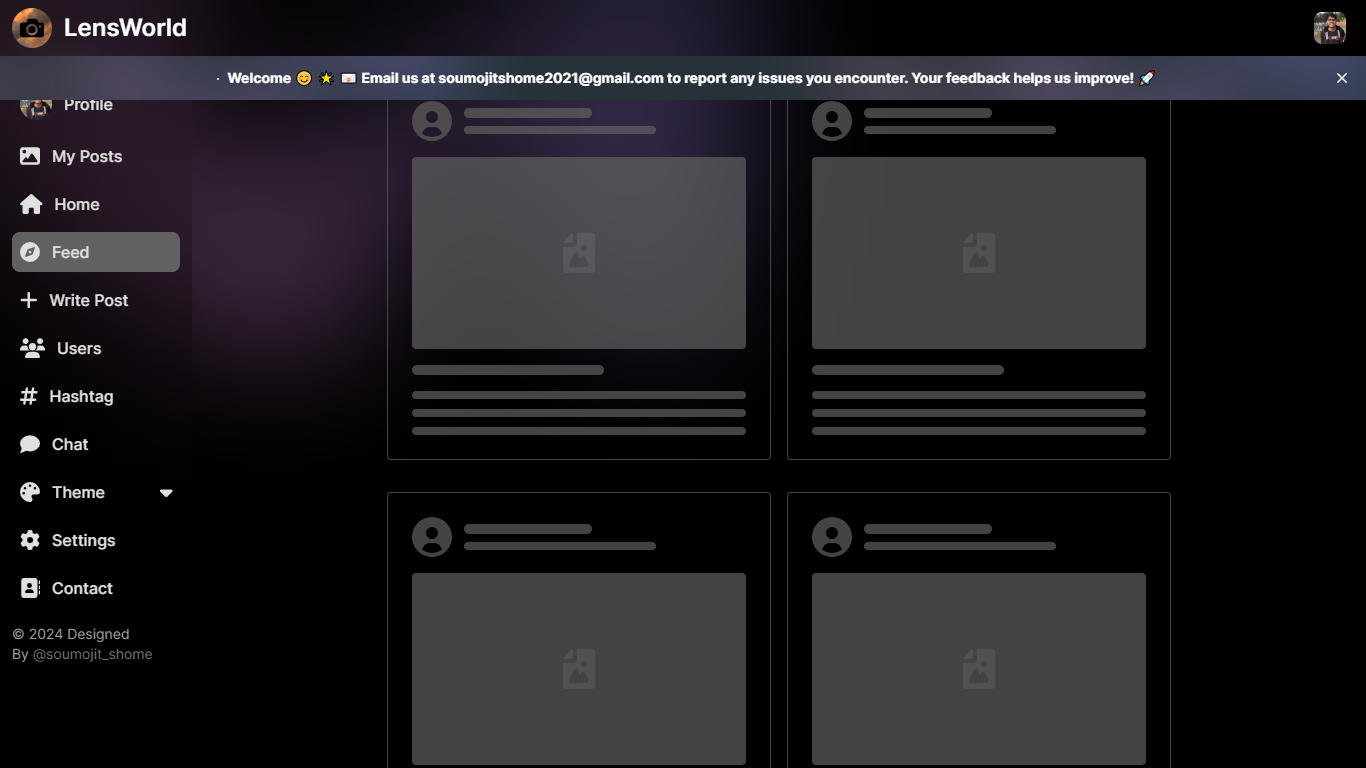 LensWorld
· Welcome 😊 🌟 💌 Email us at soumojitshome2021@gmail.com to report any issues you encounter. Your feedback helps us improve! 🚀
Profile
My Posts
Home
Feed
Write Post
Users
Hashtag
Chat
Theme
Settings
Contact
© 2024 Designed
By @soumojit_shome